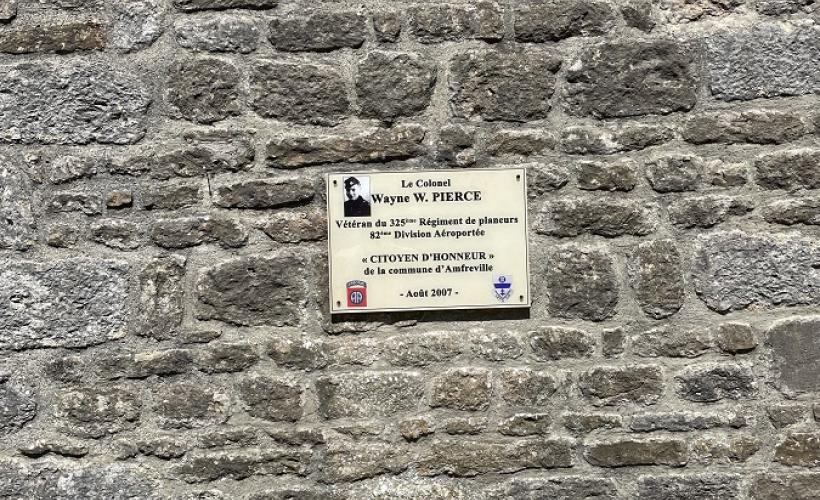 Le Colonel
Wayne W. PIERCE
Vétéran du 325ème Régiment de planeurs
82ème Division Aéroportée
« CITOYEN D'HONNEUR »
de la commune d'Amfreville
- Août 2007 -